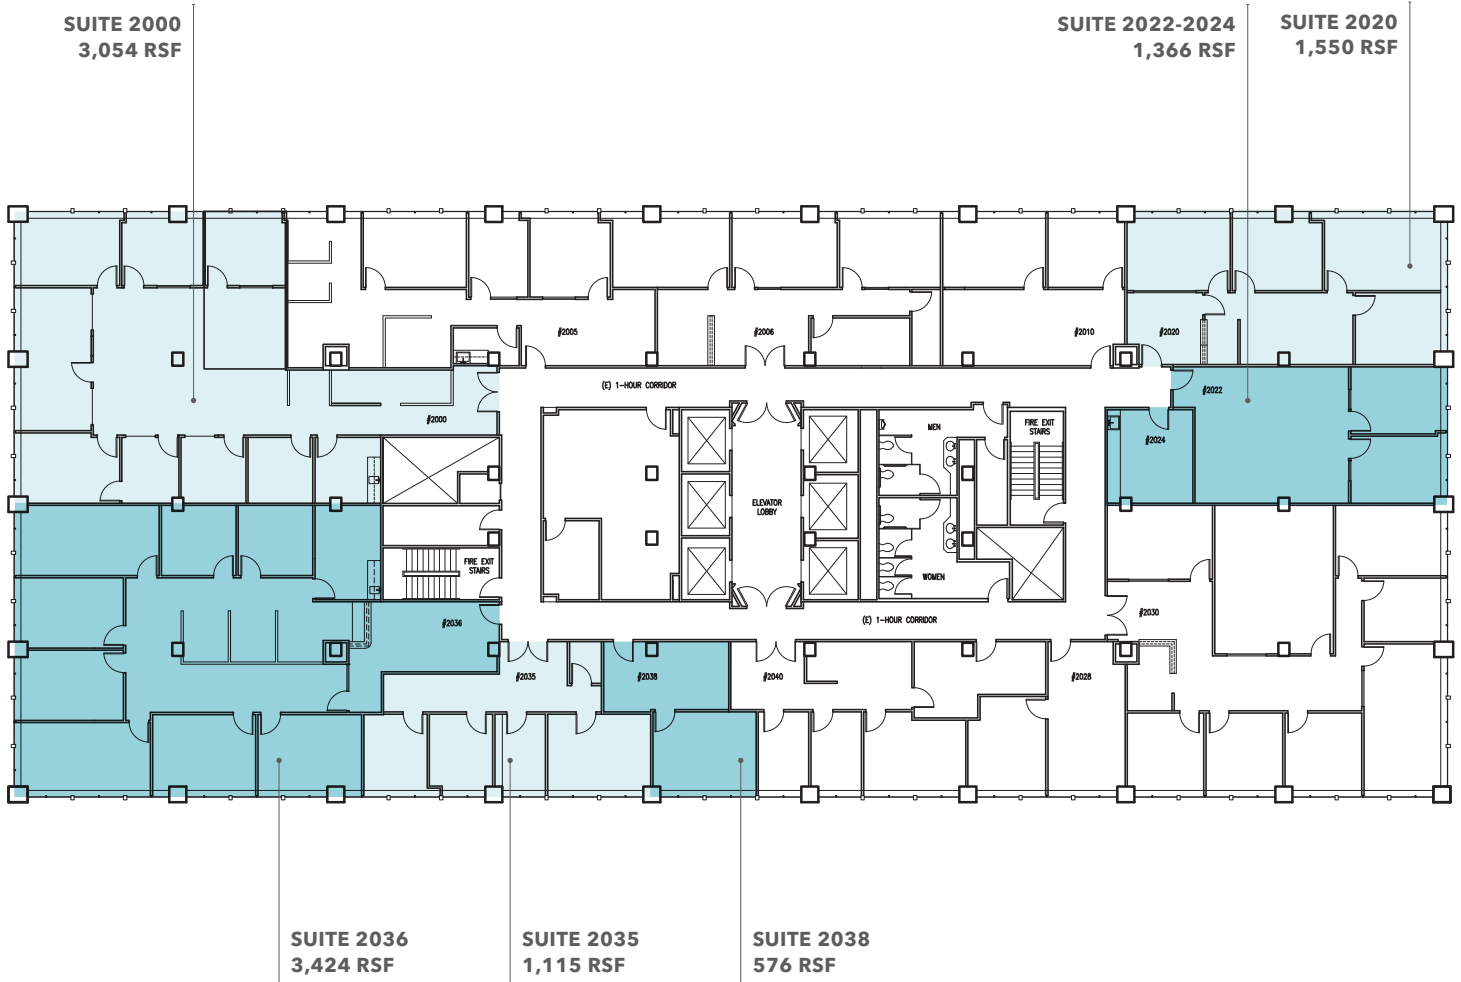 SUITE 2000
3,054 RSF
SUITE 2022-2024
1,366 RSF
SUITE 2020
1,550 RSF
#2005
#2006
#2010
#2020
(E) 1-HOUR CORRIDOR
#2022
#2000
MEN
FIRE EXIT
STAIRS
#2024
ELEVATOR
LOBBY
FIRE EXIT
STAIRS
WOMEN
#2036
(E) 1-HOUR CORRIDOR
#2030
#2035
#2038
#2040
#2028
SUITE 2036
3,424 RSF
SUITE 2035
1,115 RSF
SUITE 2038
576 RSF